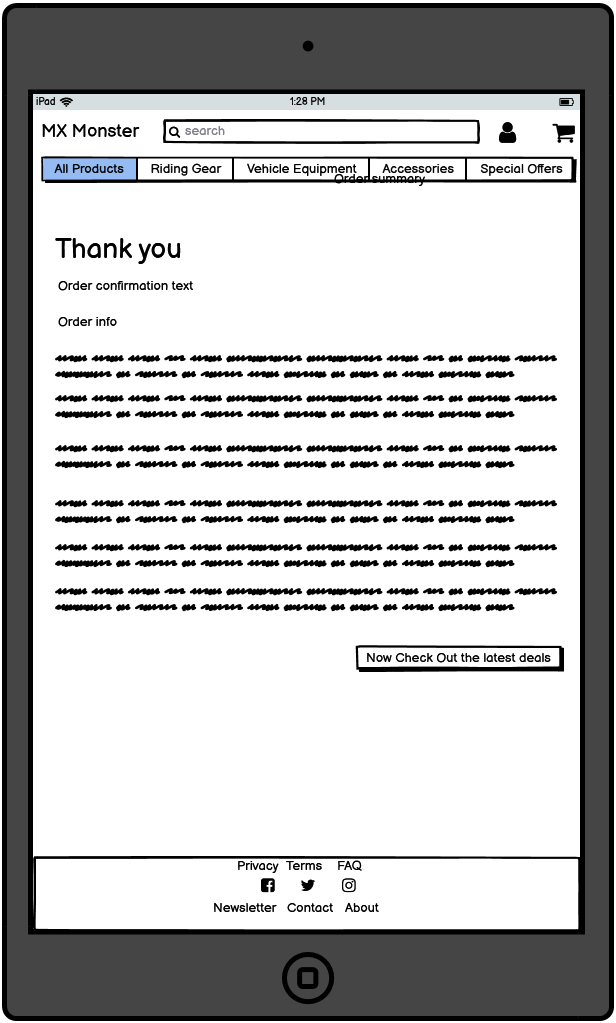 iPad 1:28 PM
MX Monster search
All Products Riding Gear Vehicle Equipment Accessories Special Offers
Order summary
Thank you
Order confirmation text
Order info
Now Check Out the latest deals
Privacy Terms FAQ
Newsletter Contact About